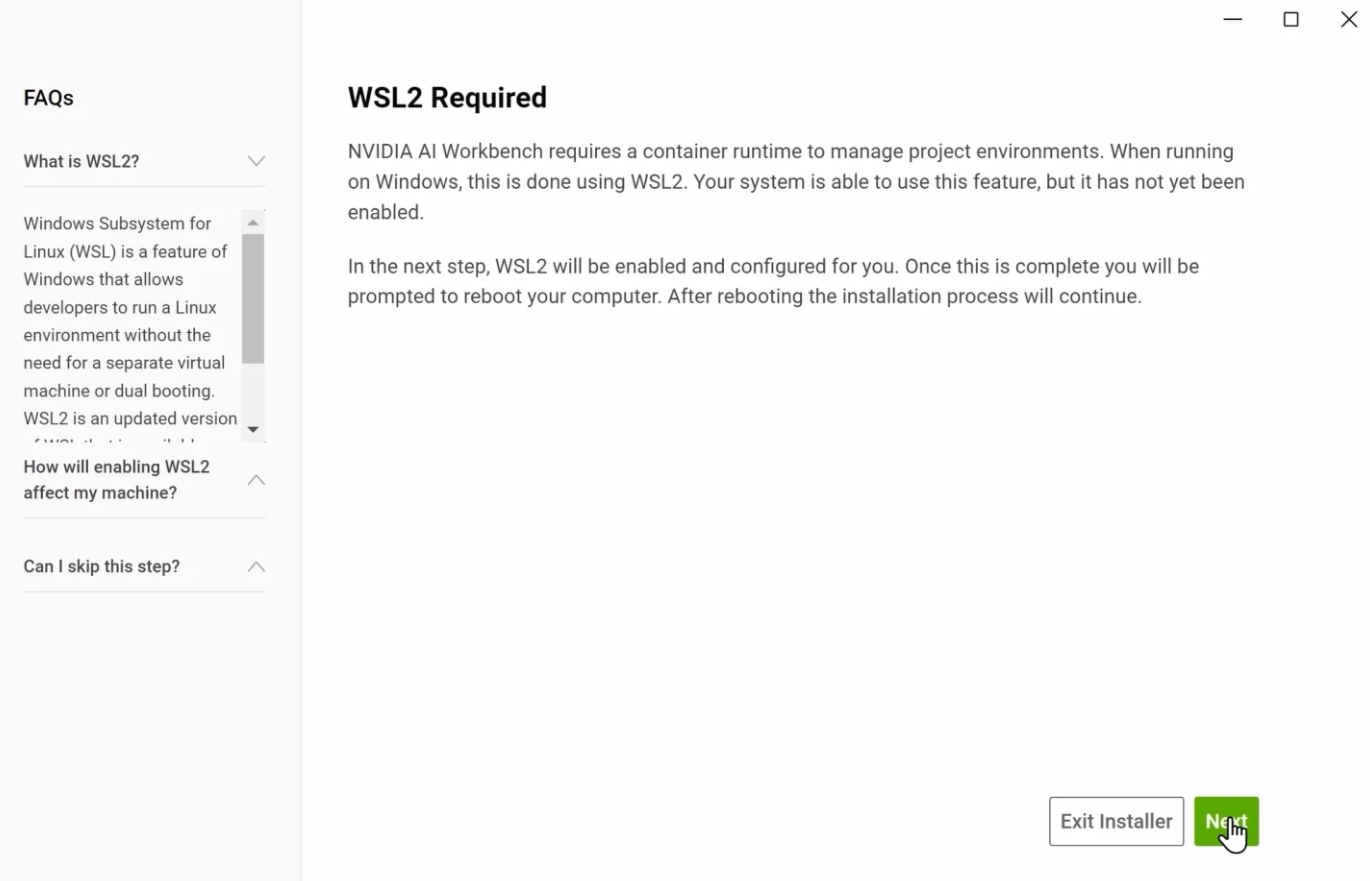 FAQs
What is WSL2?
Windows Subsystem for
Linux (WSL) is a feature of
Windows that allows
developers to run a Linux
environment without the
need for a separate virtual
machine or dual booting.
WSL2 is an updated version
How will enabling WSL2
affect my machine?
Can I skip this step?
WSL2 Required
NVIDIA AI Workbench requires a container runtime to manage project environments. When running
on Windows, this is done using WSL2. Your system is able to use this feature, but it has not yet been
enabled.
In the next step, WSL2 will be enabled and configured for you. Once this is complete you will be
prompted to reboot your computer. After rebooting the installation process will continue.
Exit Installer
Next